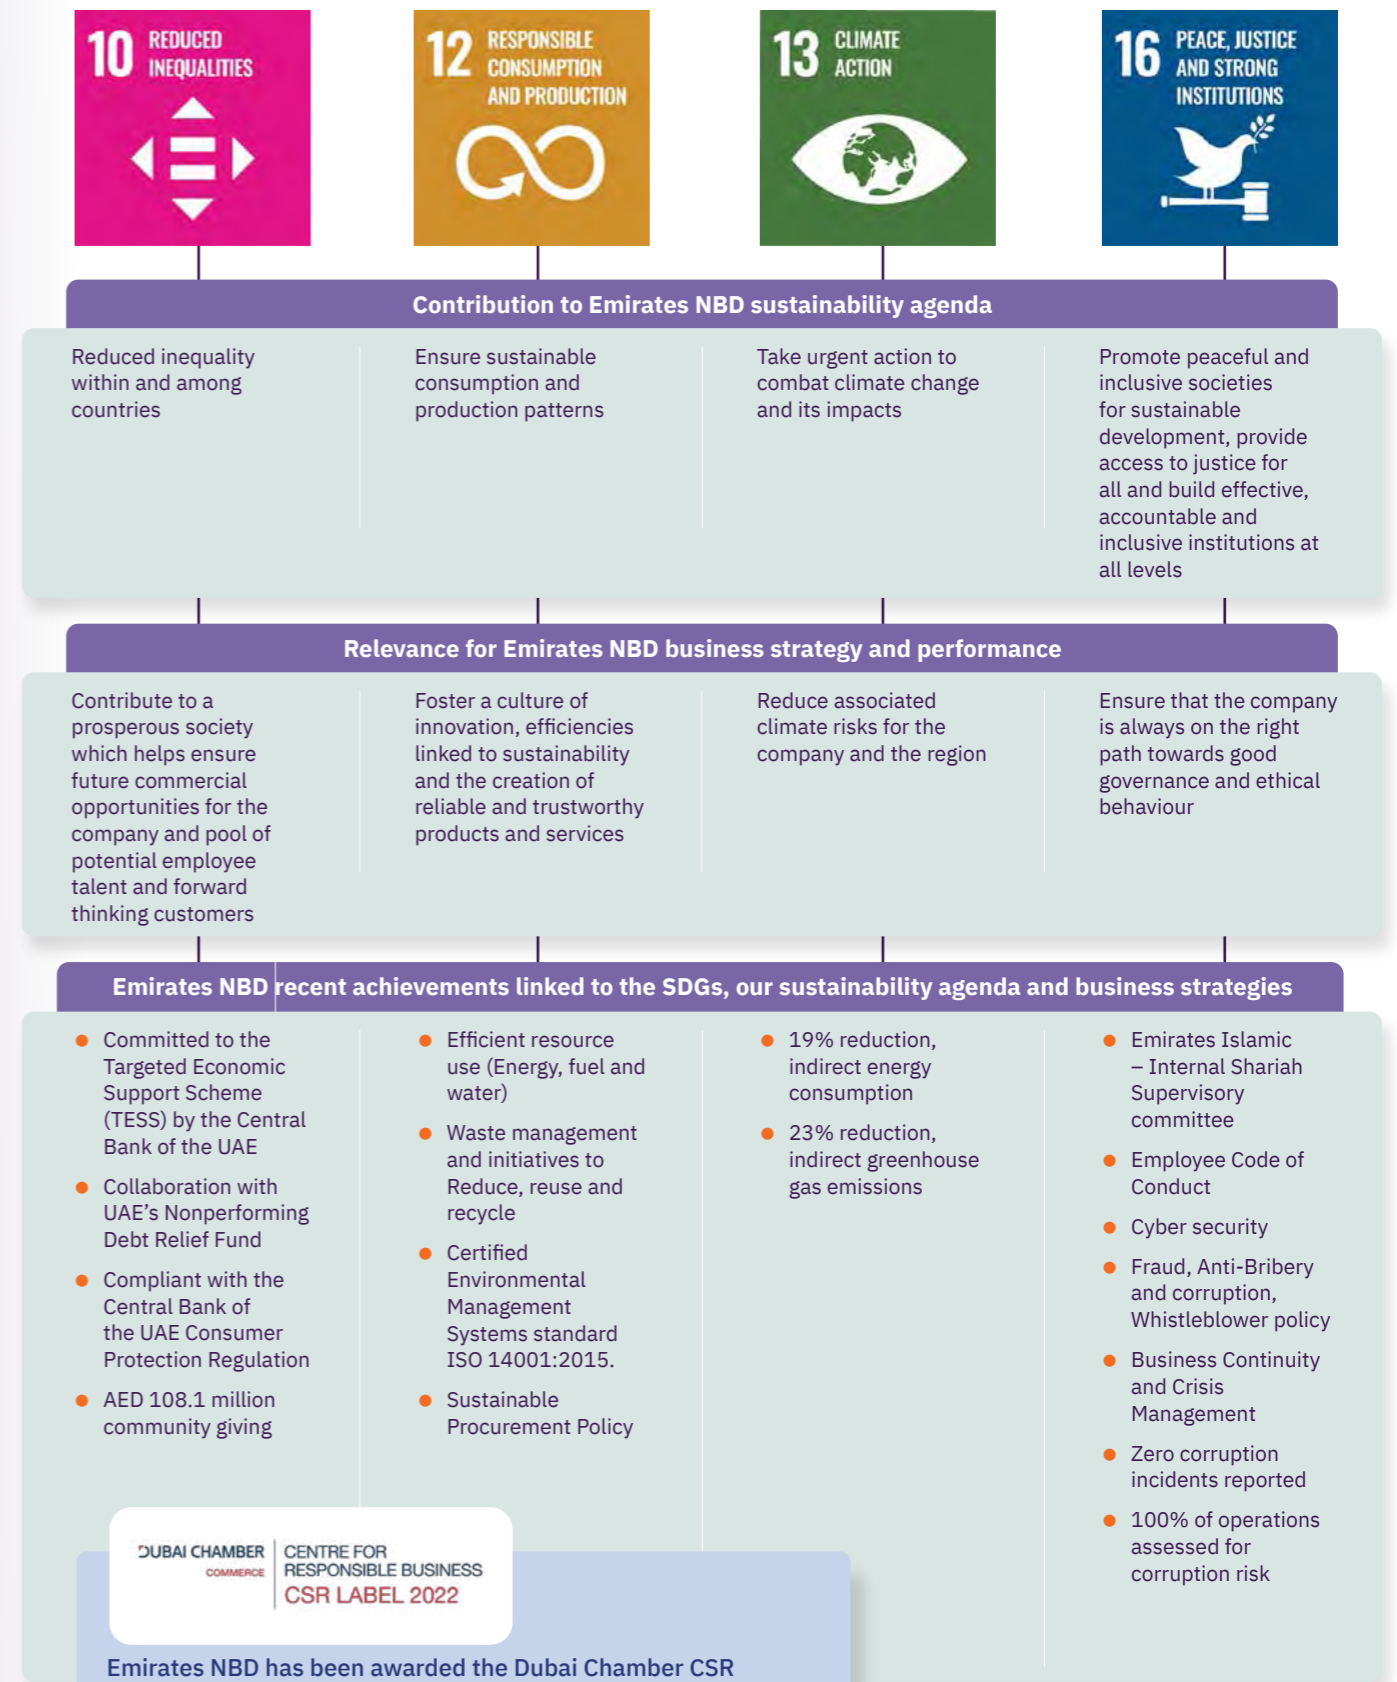 10 REDUCED
INEQUALITIES
12 RESPONSIBLE
CONSUMPTION
AND PRODUCTION
13 CLIMATE
ACTION
16 PEACE, JUSTICE
AND STRONG
INSTITUTIONS
Contribution to Emirates NBD sustainability agenda
Reduced inequality
within and among
countries
Ensure sustainable
consumption and
production patterns
Take urgent action to
combat climate change
and its impacts
Promote peaceful and
inclusive societies
for sustainable
development, provide
access to justice for
all and build effective,
accountable and
inclusive institutions at
all levels
Relevance for Emirates NBD business strategy and performance
Contribute to a
prosperous society
which helps ensure
future commercial
opportunities for the
company and pool of
potential employee
talent and forward
thinking customers
Foster a culture of
innovation, efficiencies
linked to sustainability
and the creation of
reliable and trustworthy
products and services
Reduce associated
climate risks for the
company and the region
Ensure that the company
is always on the right
path towards good
governance and ethical
behaviour
Emirates NBD recent achievements linked to the SDGs, our sustainability agenda and business strategies
● Committed to the
Targeted Economic
Support Scheme
(TESS) by the Central
Bank of the UAE
● Collaboration with
UAE’s Nonperforming
Debt Relief Fund
● Compliant with the
Central Bank of
the UAE Consumer
Protection Regulation
● AED 108.1 million
community giving
● Efficient resource
use (Energy, fuel and
water)
● Waste management
and initiatives to
Reduce, reuse and
recycle
● Certified
Environmental
Management
Systems standard
ISO 14001:2015.
● Sustainable
Procurement Policy
● 19% reduction,
indirect energy
consumption
● 23% reduction,
indirect greenhouse
gas emissions
● Emirates Islamic
– Internal Shariah
Supervisory
committee
● Employee Code of
Conduct
● Cyber security
● Fraud, Anti-Bribery
and corruption,
Whistleblower policy
● Business Continuity
and Crisis
Management
● Zero corruption
incidents reported
● 100% of operations
assessed for
corruption risk
DUBAI CHAMBER
COMMERCE
CENTRE FOR
RESPONSIBLE BUSINESS
CSR LABEL 2022
Emirates NBD has been awarded the Dubai Chamber CSR